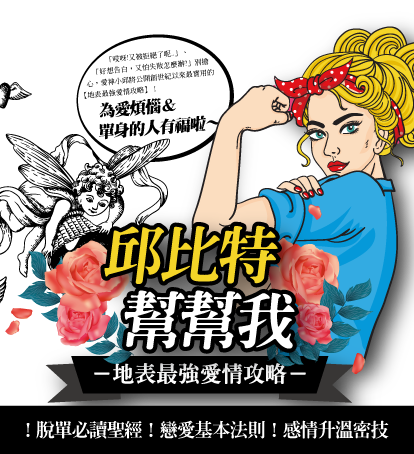 「哎呀!又被拒絕了呢...」、
「好想告白，又怕失敗怎麼辦?」別擔
心，愛神小邱將公開創世紀以來最實用的
【地表最強愛情攻略】！
為愛煩惱&
單身的人有福啦~
邱比特
幫幫我
－地表最強愛情攻略－
！脫單必讀聖經！戀愛基本法則！感情升溫密技